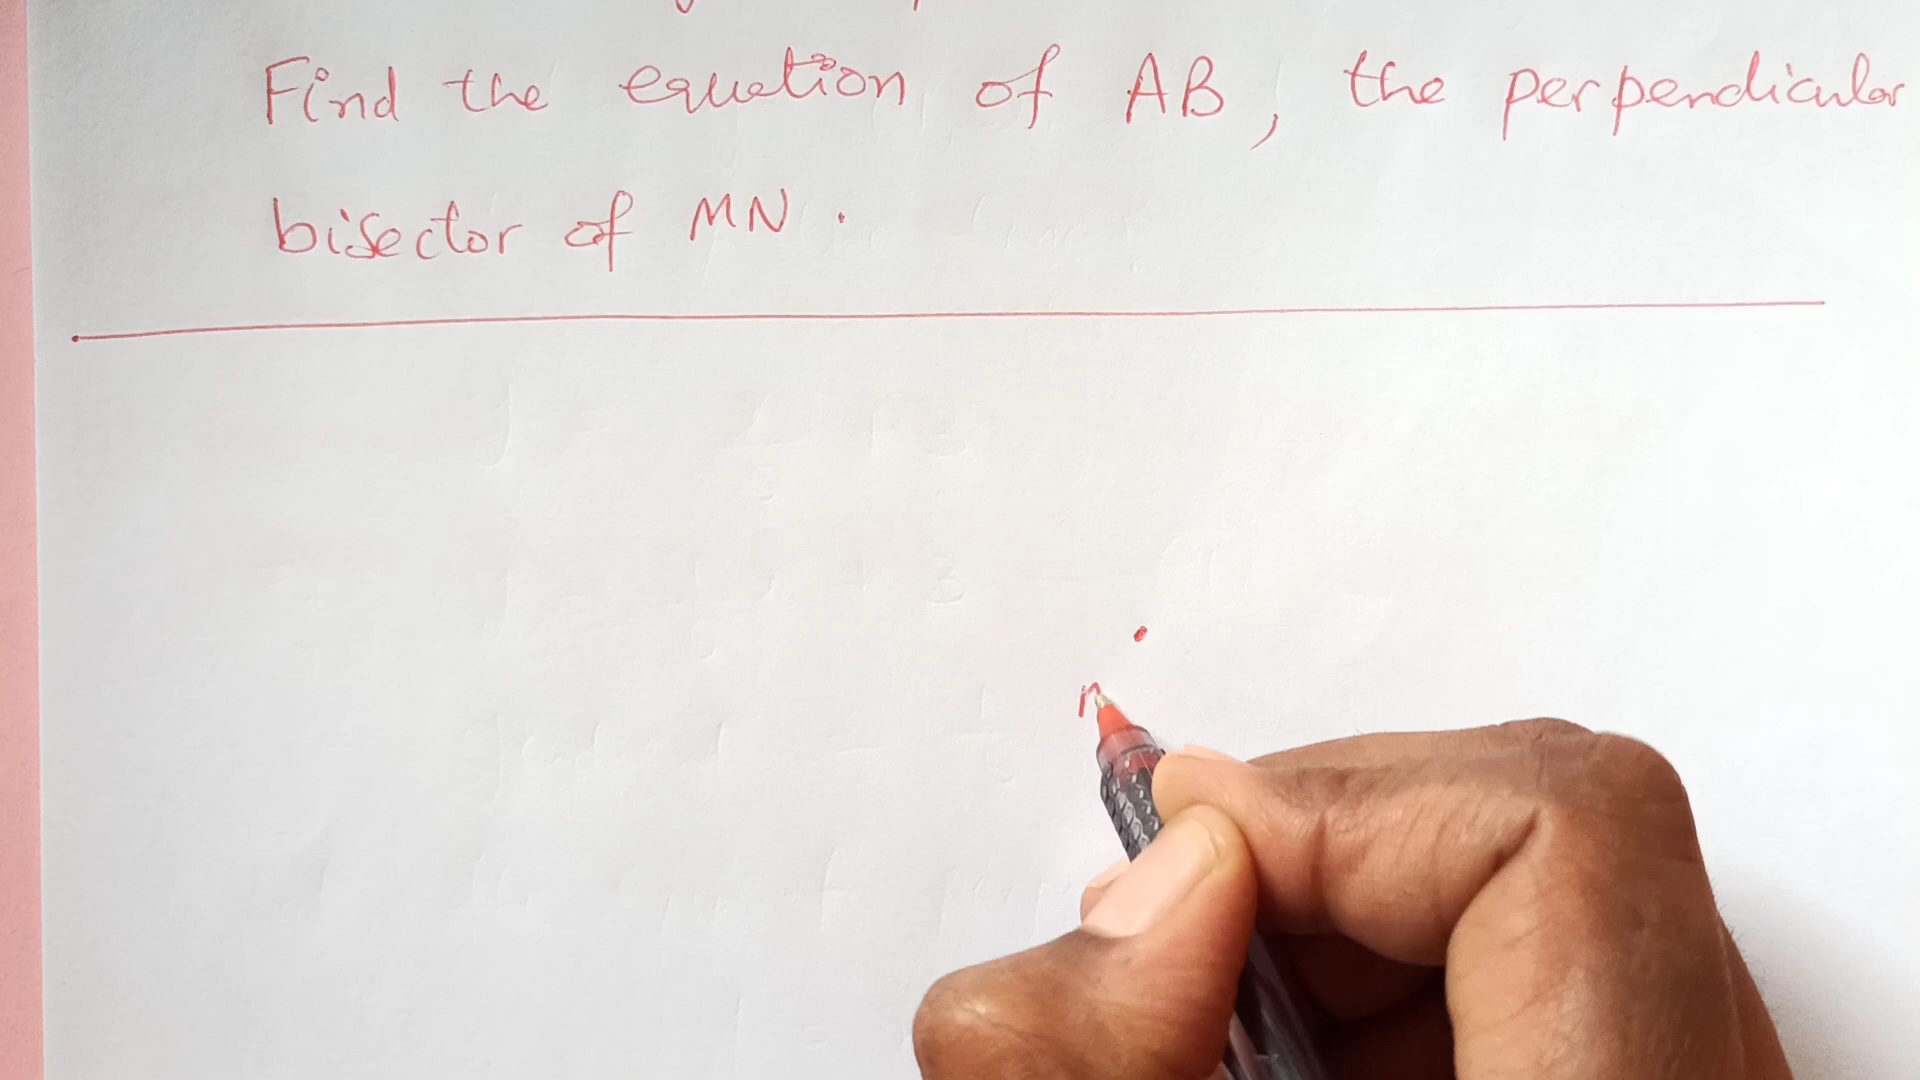 Find the equation of AB, the perpendicular
bisector of MN.